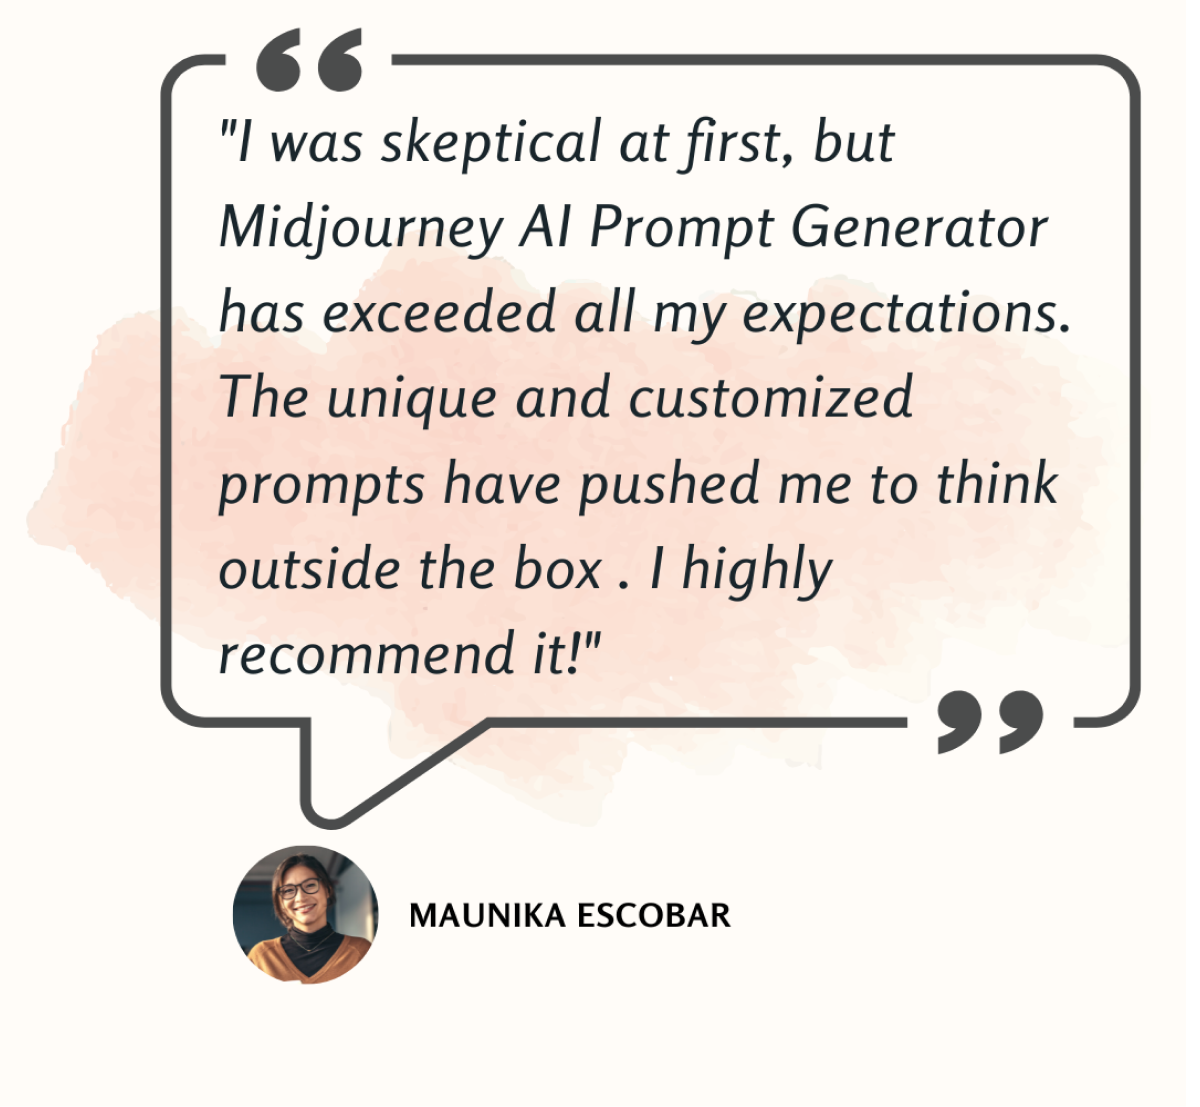 "I was skeptical at first, but
Midjourney AI Prompt Generator
has exceeded all my expectations.
The unique and customized
prompts have pushed me to think
outside the box . I highly
recommend it!"
MAUNIKA ESCOBAR